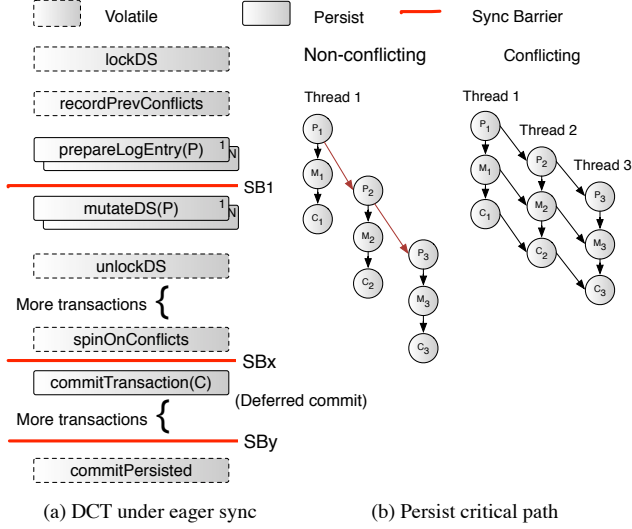 Volatile
Persist
Sync Barrier
lockDS
recordPrevConflicts
prepareLogEntry(P)
1
N
SB1
mutateDS(P)
1
N
unlockDS
More transactions {
spinOnConflicts
SBx
commitTransaction(C)
(Deferred commit)
More transactions {
SBy
commitPersisted
(a) DCT under eager sync
Non-conflicting
Thread 1
P1
M1
C1
P2
M2
C2
P3
M3
C3
Conflicting
Thread 1
Thread 2
Thread 3
P1
M1
C1
P2
M2
C2
P3
M3
C3
(b) Persist critical path